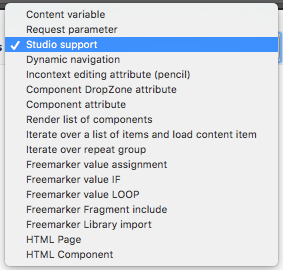 Content variable
Request parameter
✓ Studio support
Dynamic navigation
Incontext editing attribute (pencil)
Component DropZone attribute
Component attribute
Render list of components
Iterate over a list of items and load content item
Iterate over repeat group
Freemarker value assignment
Freemarker value IF
Freemarker value LOOP
Freemarker Fragment include
Freemarker Library import
HTML Page
HTML Component